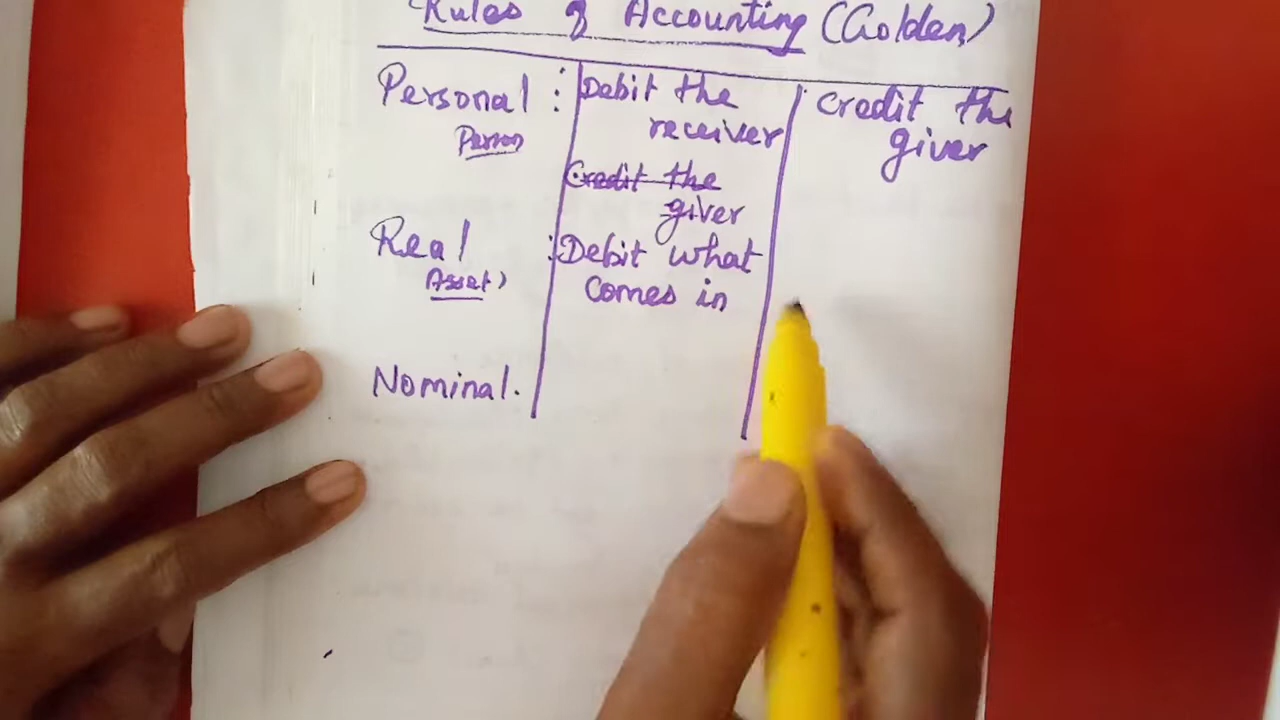 Rules of Accounting (Golden)
Personal : Debit the Credit the
Person receiver giver
Credit the
giver
Real : Debit what
Asset) comes in
Nominal.